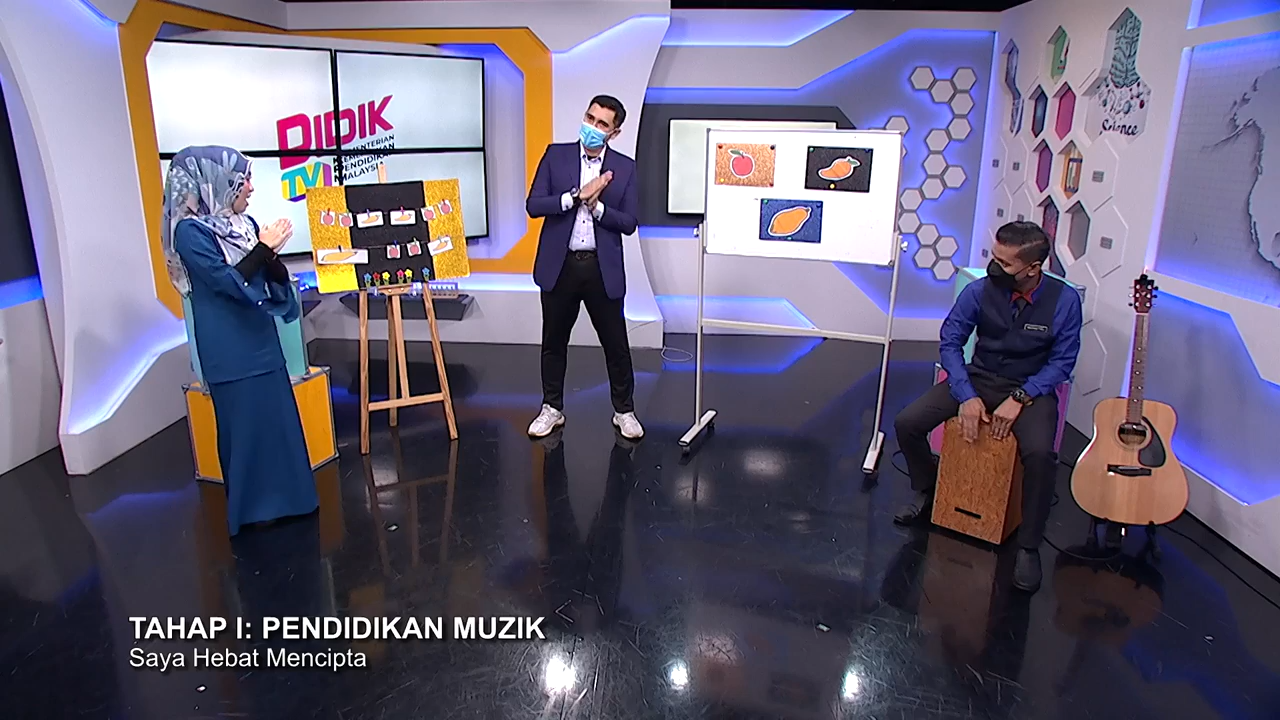 DIDIK
TV
KEMENTERIAN
PENDIDIKAN
MALAYSIA
Science
TAHAP I: PENDIDIKAN MUZIK
Saya Hebat Mencipta